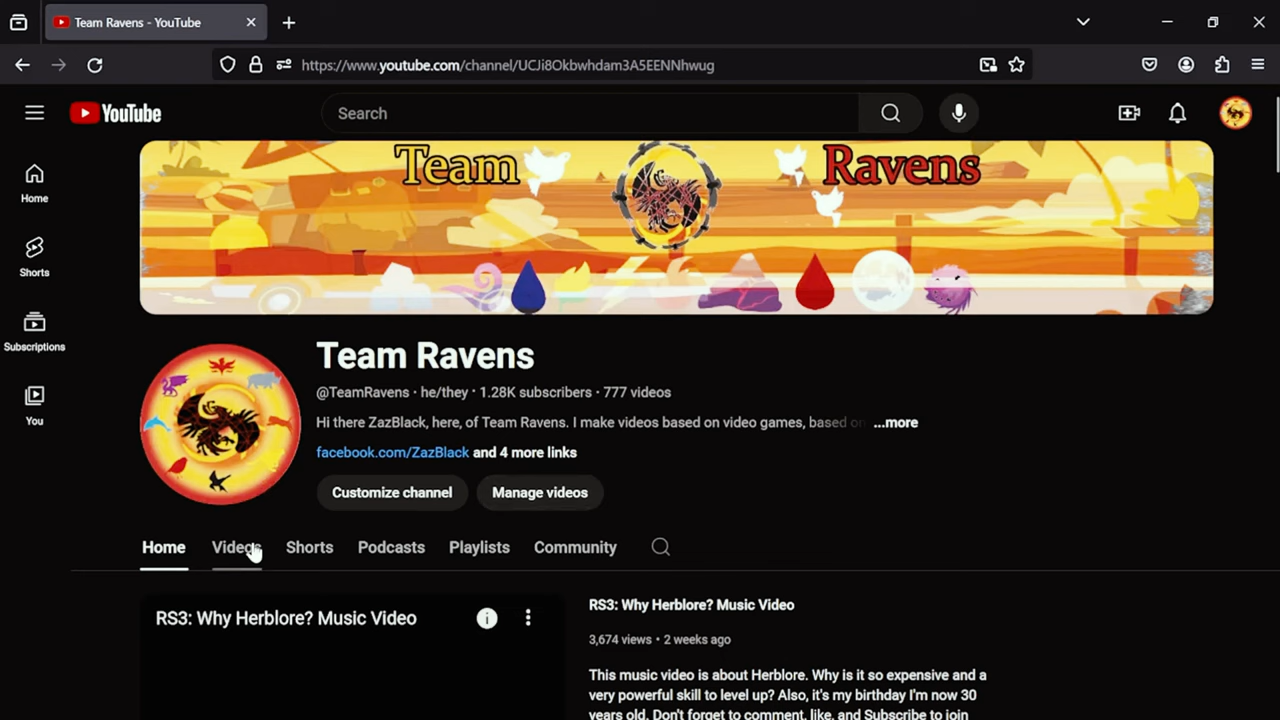 Team Ravens - YouTube
https://www.youtube.com/channel/UCJi8Okbwhdam3A5EENNhwug
YouTube
Search
Home
Shorts
Subscriptions
You
Team Ravens
Team Ravens
@TeamRavens · he/they · 1.28K subscribers · 777 videos
Hi there ZazBlack, here, of Team Ravens. I make videos based on video games, based on ...more
facebook.com/ZazBlack and 4 more links
Customize channel Manage videos
Home Videos Shorts Podcasts Playlists Community
RS3: Why Herblore? Music Video
RS3: Why Herblore? Music Video
3,674 views · 2 weeks ago
This music video is about Herblore. Why is it so expensive and a
very powerful skill to level up? Also, it's my birthday I'm now 30
years old. Don't forget to comment, like, and Subscribe to join